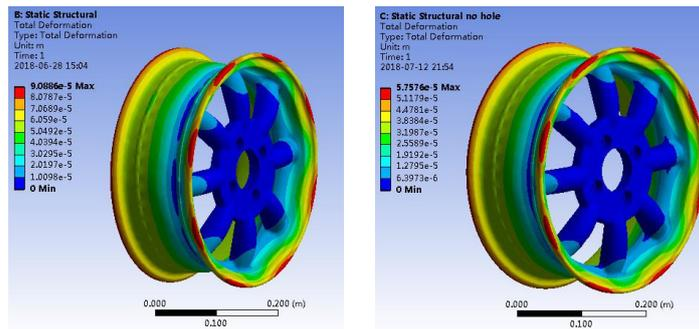 B: Static Structural
Total Deformation
Type: Total Deformation
Unit: m
Time: 1
2018-06-28 15:04
9.0886e-5 Max
8.0787e-5
7.0689e-5
6.059e-5
5.0492e-5
4.0394e-5
3.0295e-5
2.0197e-5
1.0098e-5
0 Min
0.000
0.200 (m)
0.100
C: Static Structural no hole
Total Deformation
Type: Total Deformation
Unit: m
Time: 1
2018-07-12 21:54
5.7576e-5 Max
5.1179e-5
4.4781e-5
3.8384e-5
3.1987e-5
2.5589e-5
1.9192e-5
1.2795e-5
6.3973e-6
0 Min
0.000
0.200 (m)
0.100